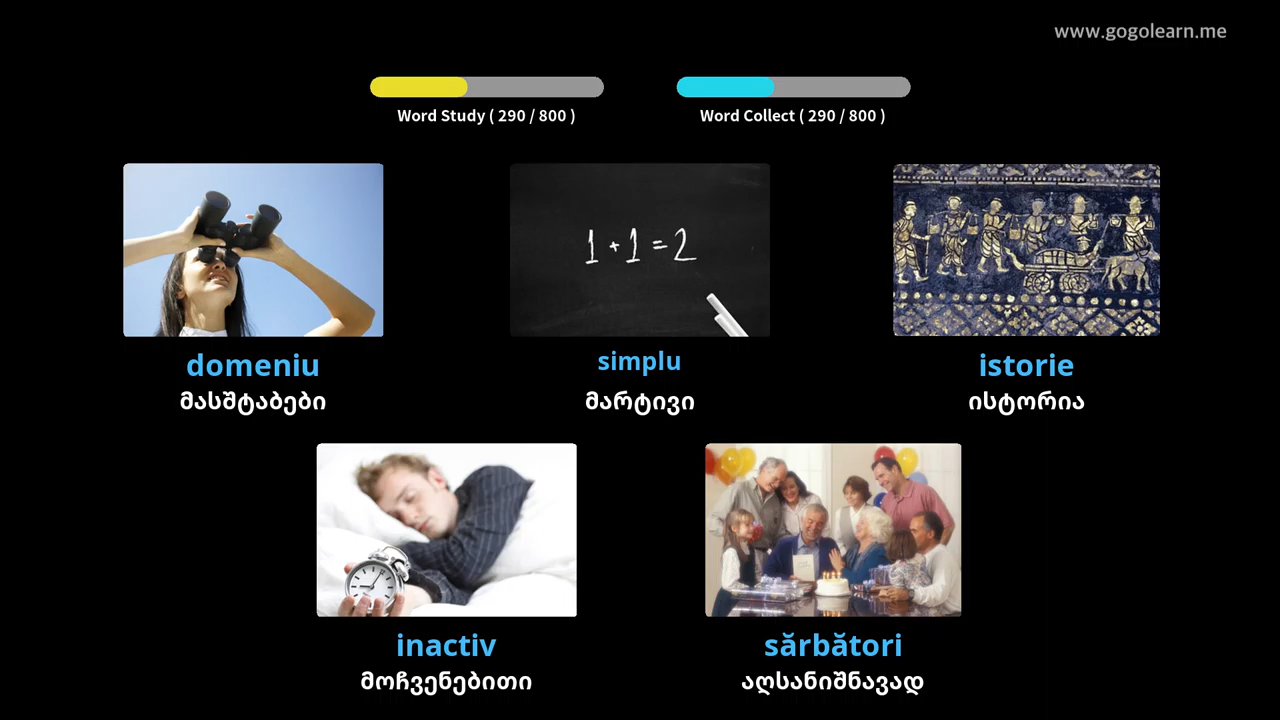 www.gogolearn.me
Word Study ( 290 / 800 )
Word Collect ( 290 / 800 )
1 + 1 = 2
domeniu
მასშტაბები
simplu
მარტივი
istorie
ისტორია
inactiv
მოჩვენებითი
sărbători
აღსანიშნავად